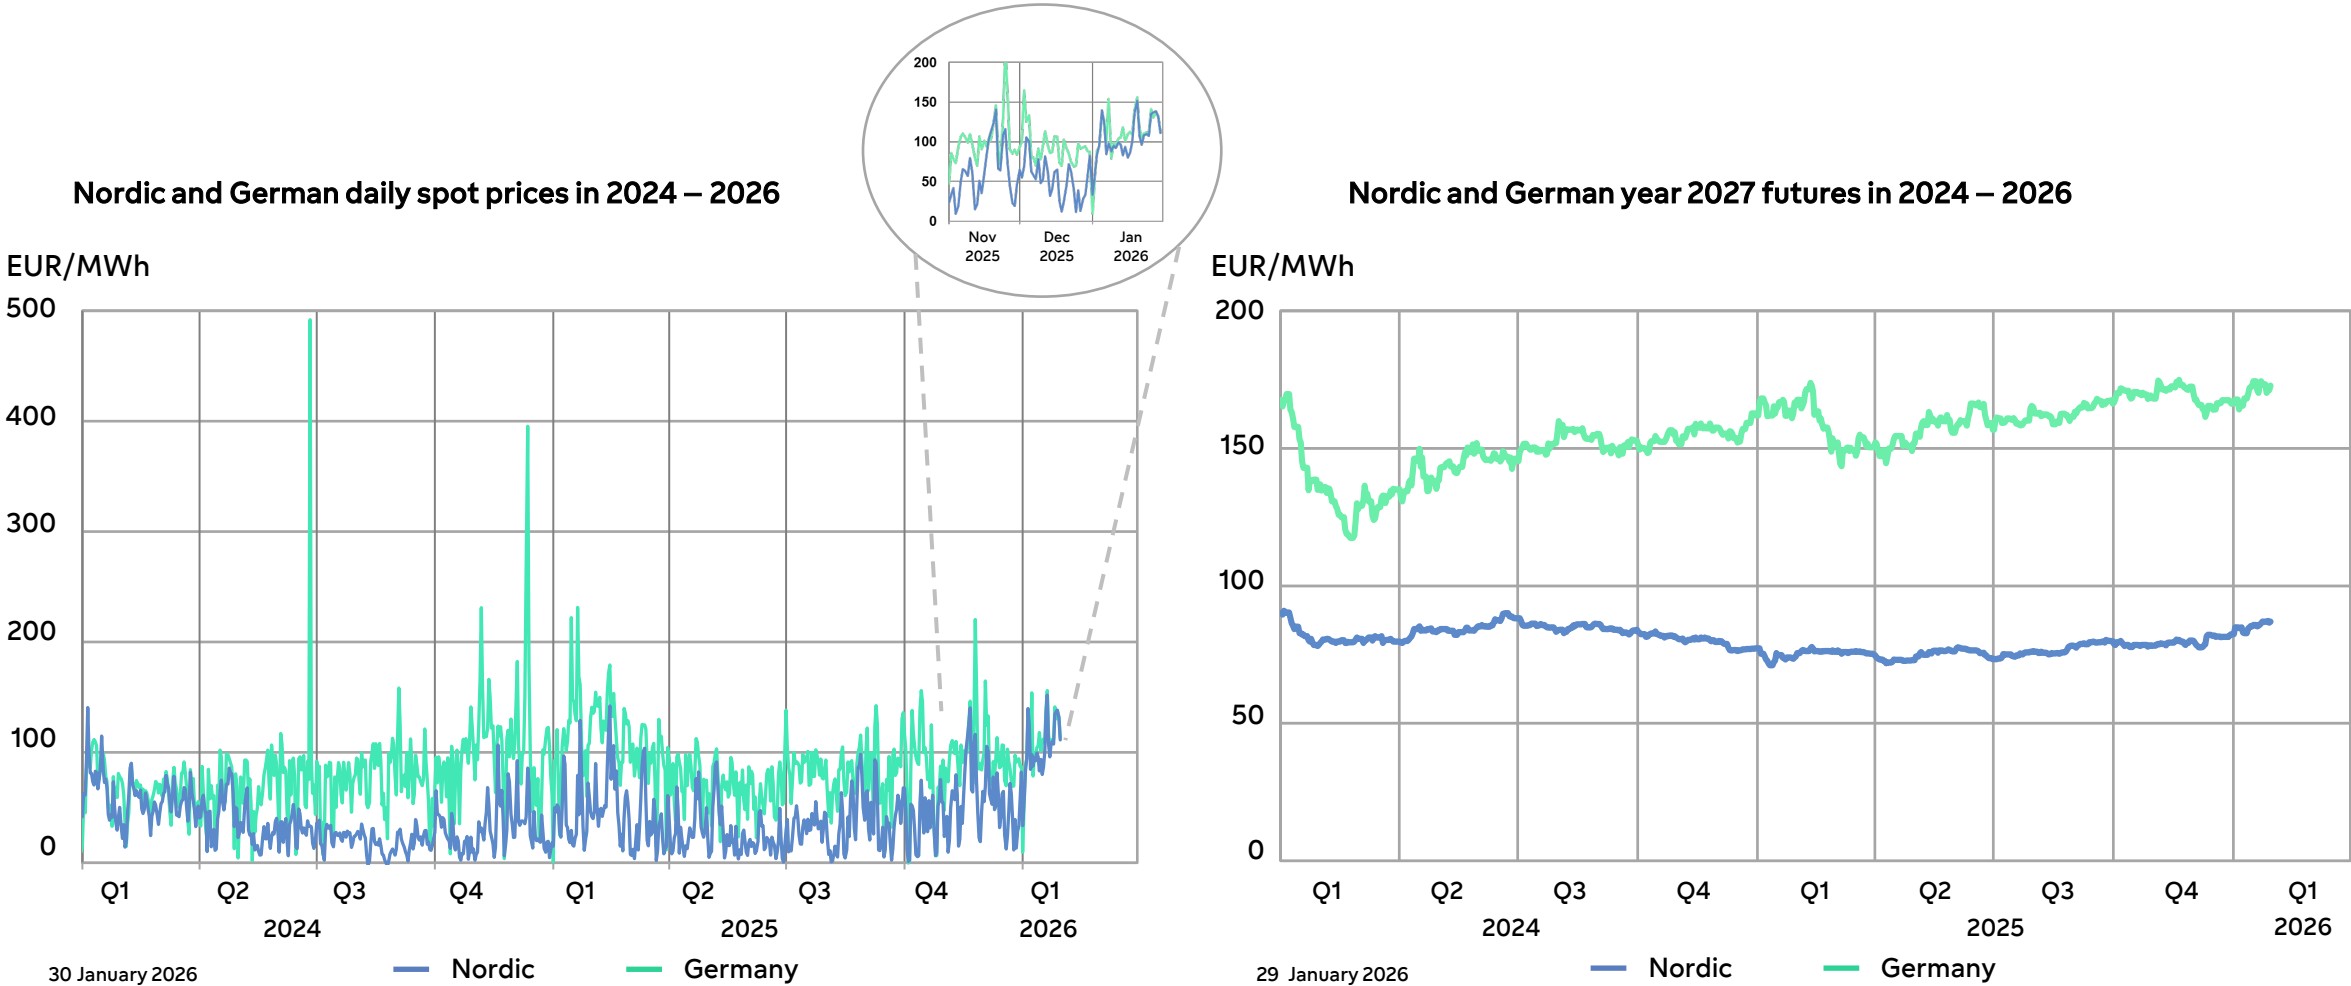 200
150
100
50
0
Nov Dec Jan
2025 2025 2026
Nordic and German daily spot prices in 2024 – 2026
EUR/MWh
500
400
300
200
100
0
Q1 Q2 Q3 Q4 Q1 Q2 Q3 Q4 Q1
2024 2025 2026
Nordic Germany
30 January 2026
Nordic and German year 2027 futures in 2024 – 2026
EUR/MWh
200
150
100
50
0
Q1 Q2 Q3 Q4 Q1 Q2 Q3 Q4 Q1
2024 2025 2026
Nordic Germany
29 January 2026